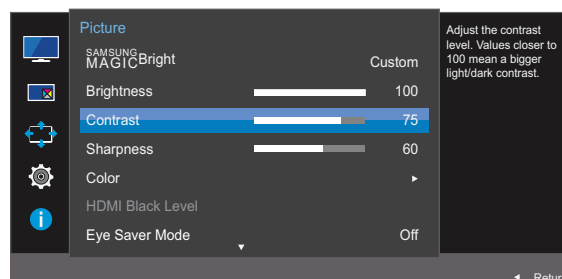 Picture
SAMSUNG
MAGICBright Custom
Brightness 100
Contrast 75
Sharpness 60
Color
HDMI Black Level
Eye Saver Mode Off
Adjust the contrast
level. Values closer to
100 mean a bigger
light/dark contrast.